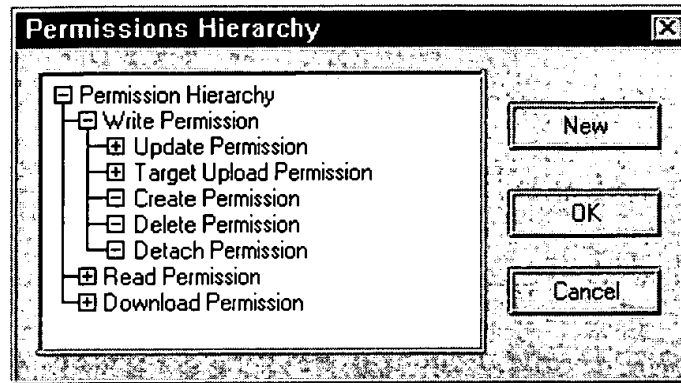 Permissions Hierarchy
Permission Hierarchy
Write Permission
Update Permission
Target Upload Permission
Create Permission
Delete Permission
Detach Permission
Read Permission
Download Permission
New
OK
Cancel